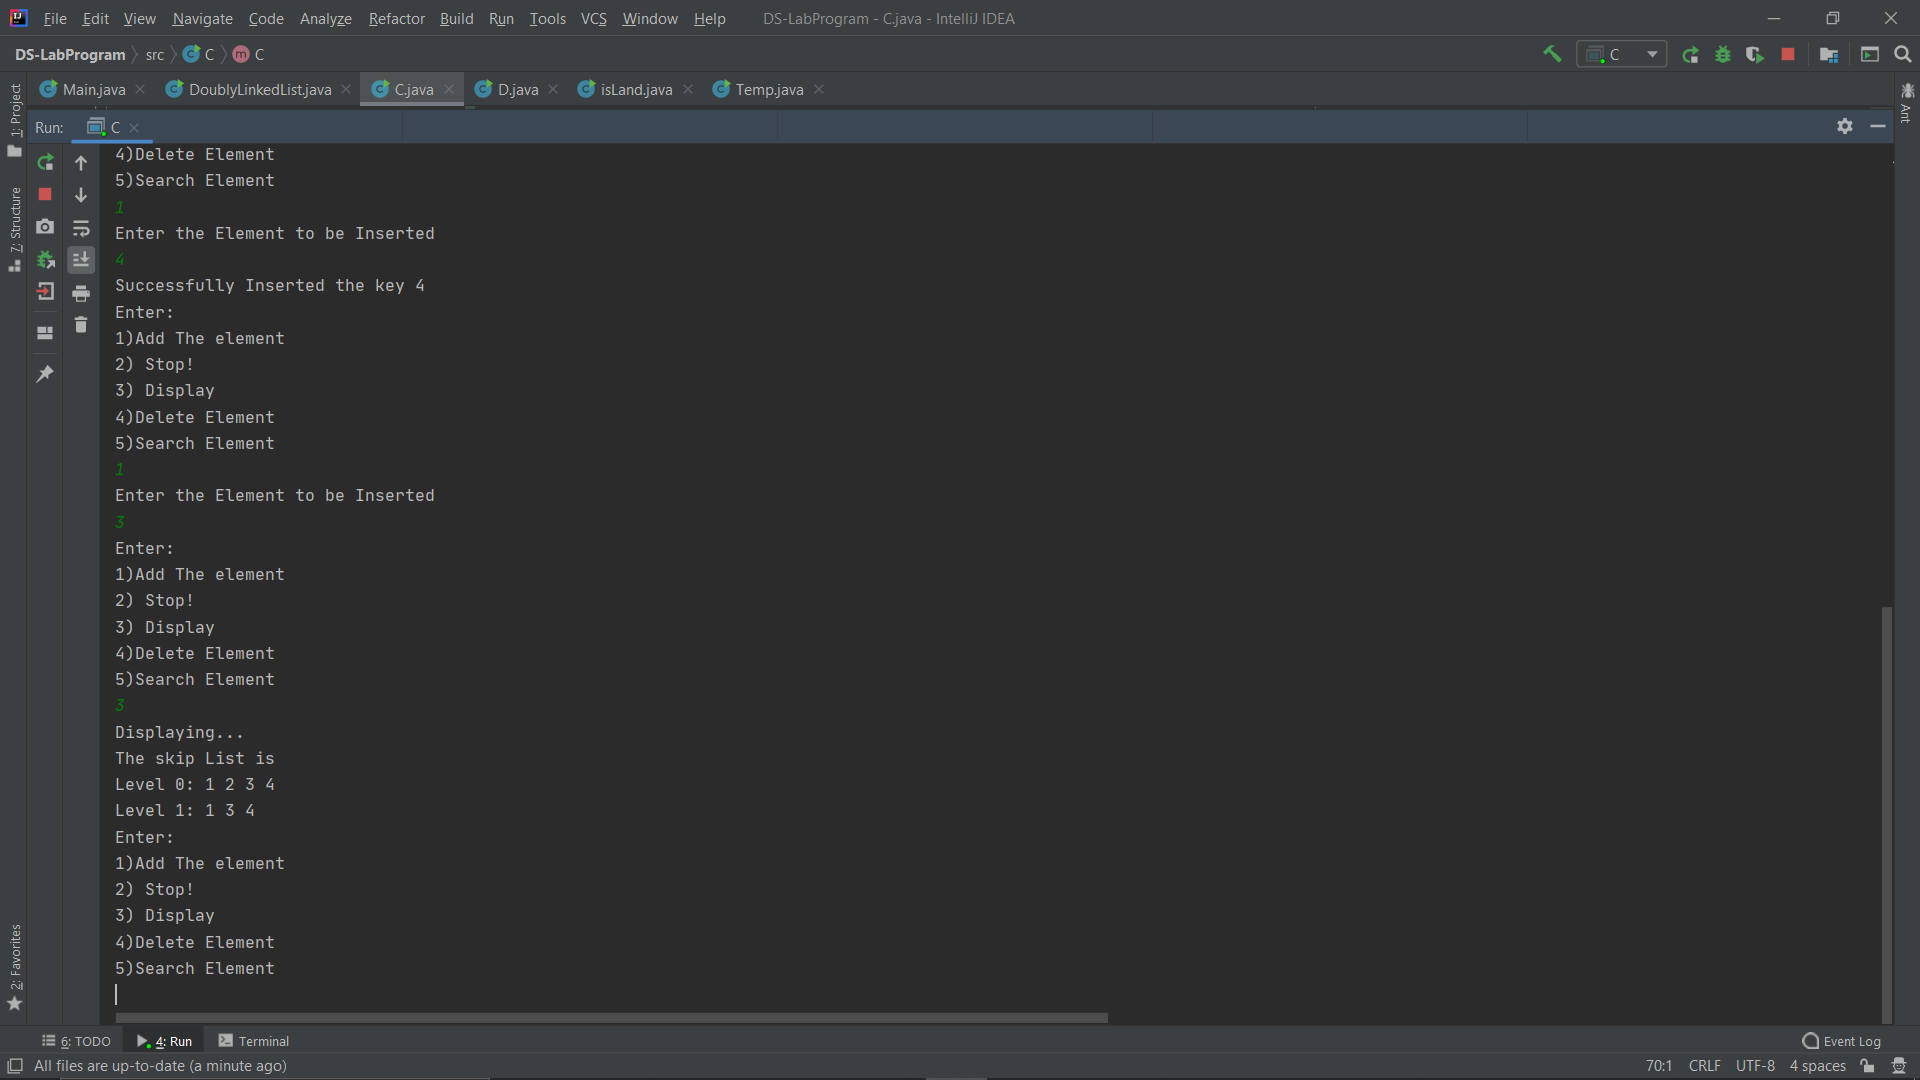 File Edit View Navigate Code Analyze Refactor Build Run Tools VCS Window Help DS-LabProgram - C.java - IntelliJ IDEA
DS-LabProgram src C m C C
Main.java DoublyLinkedList.java C.java D.java isLand.java Temp.java
Run: C
1: Project
7: Structure
2: Favorites
Ant
4)Delete Element
5)Search Element
1
Enter the Element to be Inserted
4
Successfully Inserted the key 4
Enter:
1)Add The element
2) Stop!
3) Display
4)Delete Element
5)Search Element
1
Enter the Element to be Inserted
3
Enter:
1)Add The element
2) Stop!
3) Display
4)Delete Element
5)Search Element
3
Displaying...
The skip List is
Level 0: 1 2 3 4
Level 1: 1 3 4
Enter:
1)Add The element
2) Stop!
3) Display
4)Delete Element
5)Search Element
6: TODO 4: Run Terminal Event Log
All files are up-to-date (a minute ago) 70:1 CRLF UTF-8 4 spaces